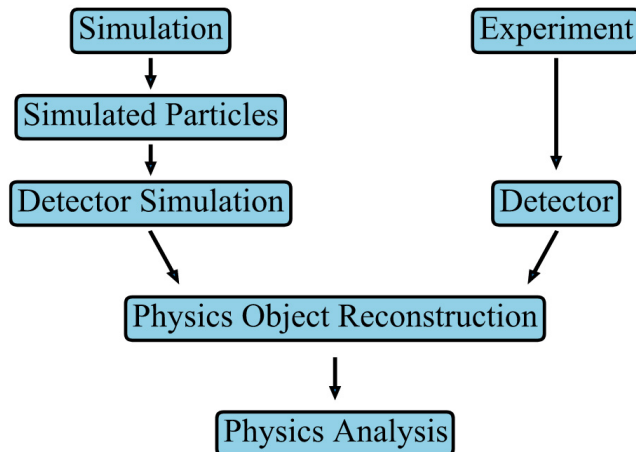 Simulation
Experiment
Simulated Particles
Detector Simulation
Detector
Physics Object Reconstruction
Physics Analysis